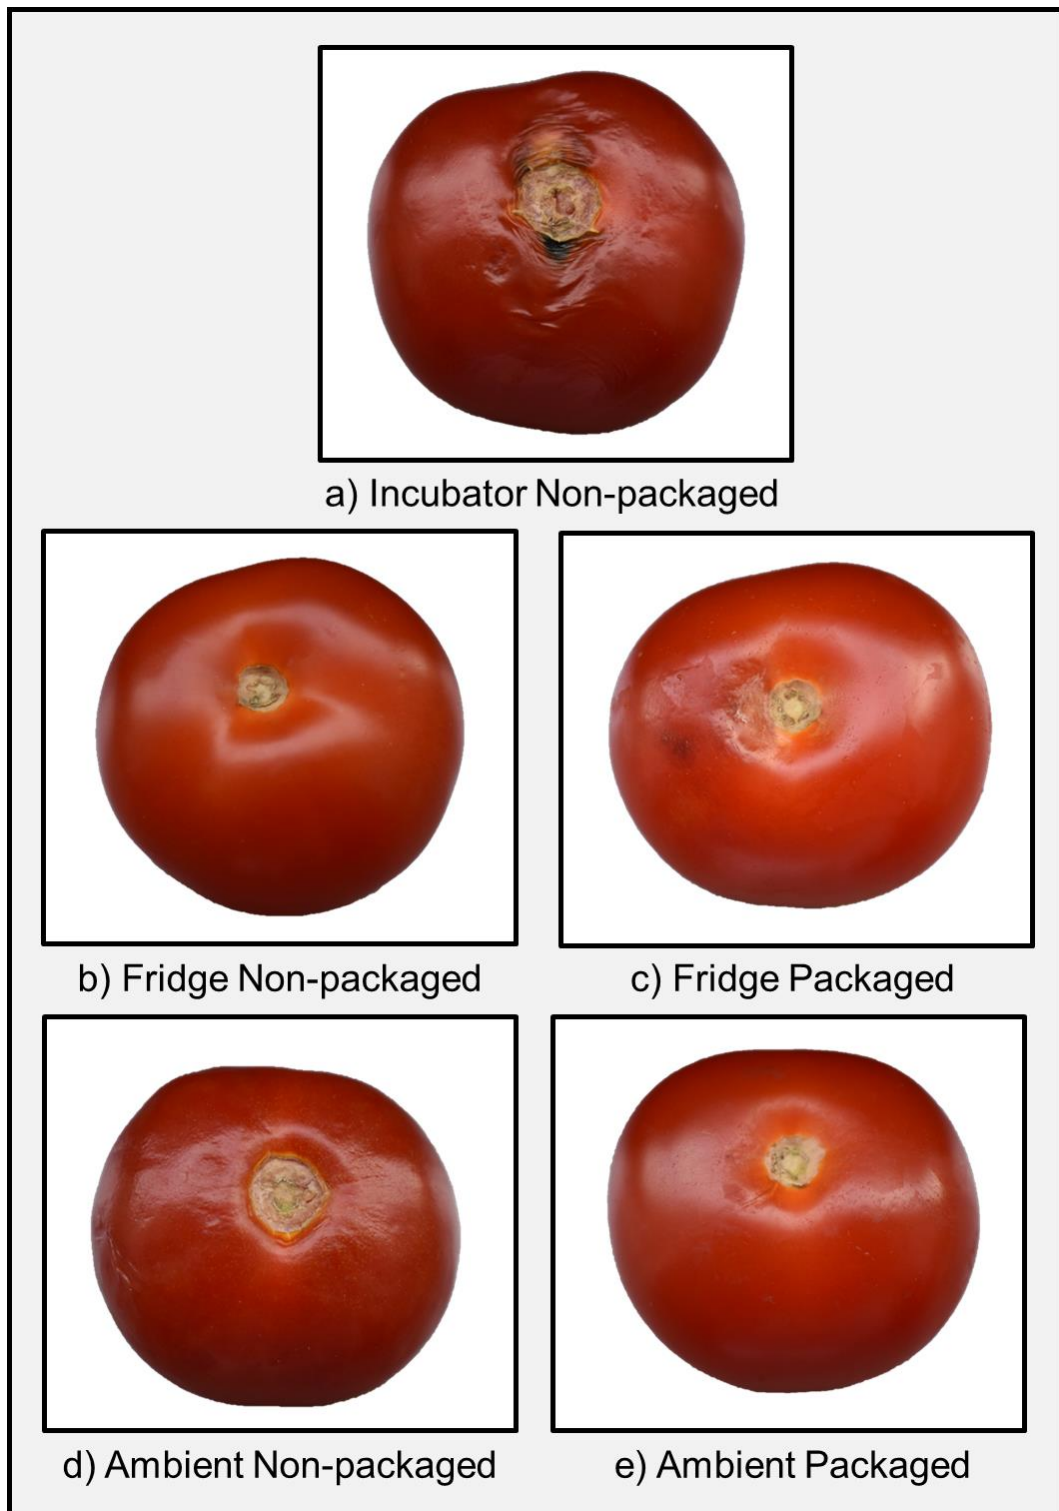 a) Incubator Non-packaged
b) Fridge Non-packaged
c) Fridge Packaged
d) Ambient Non-packaged
e) Ambient Packaged